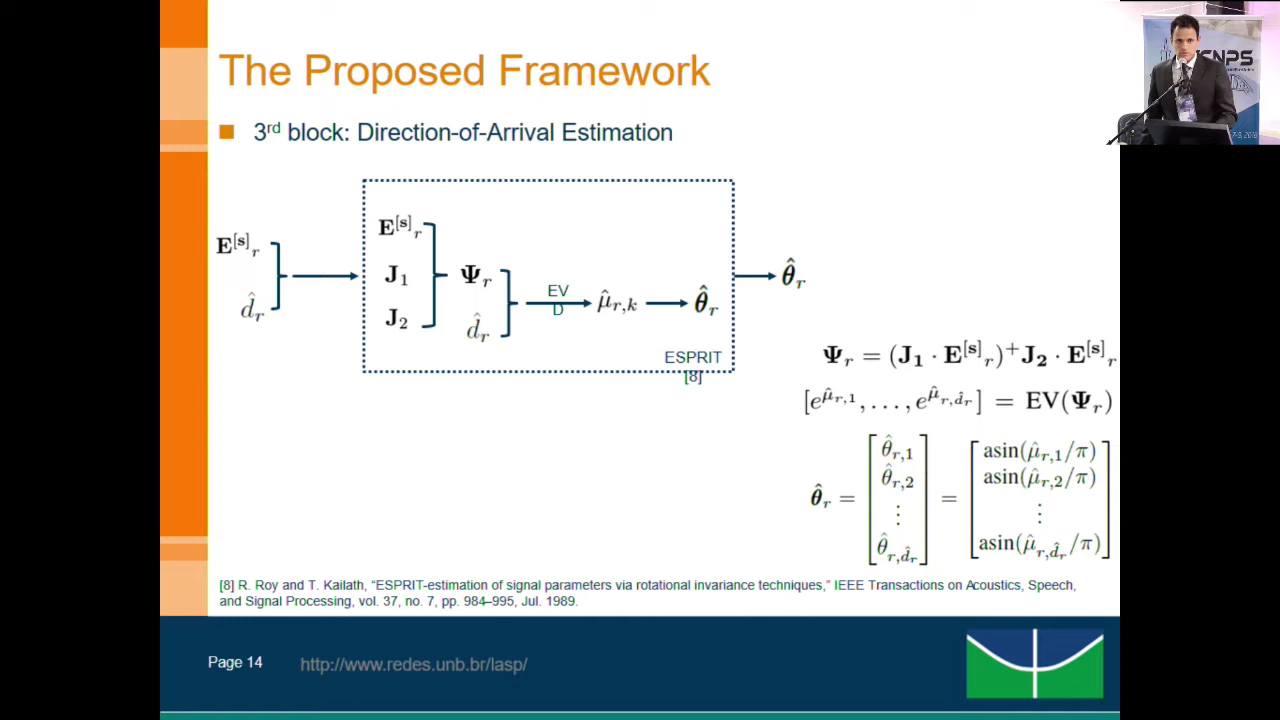 The Proposed Framework
3rd block: Direction-of-Arrival Estimation
E[s]r
d̂r
E[s]r
J1
J2
Ψr
d̂r
EV
D
μ̂r,k
θ̂r
ESPRIT
[8]
θ̂r
Ψr = (J1 · E[s]r)+J2 · E[s]r
[eμ̂r,1, . . . , eμ̂r,d̂r] = EV(Ψr)
θ̂r = [θ̂r,1 θ̂r,2 ⋮ θ̂r,d̂r] = [asin(μ̂r,1/π) asin(μ̂r,2/π) ⋮ asin(μ̂r,d̂r/π)]
[8] R. Roy and T. Kailath, “ESPRIT-estimation of signal parameters via rotational invariance techniques,” IEEE Transactions on Acoustics, Speech,
and Signal Processing, vol. 37, no. 7, pp. 984–995, Jul. 1989.
Page 14
http://www.redes.unb.br/lasp/